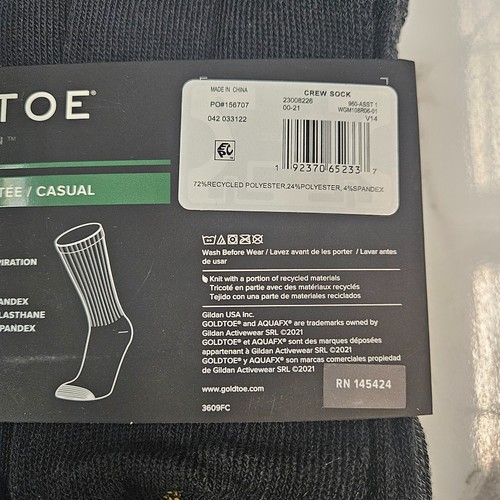 TOE®
TM
TÉE / CASUAL
PIRATION
ANDEX
LASTHANE
SPANDEX
MADE IN CHINA
PO#156707
042 033122
CREW SOCK
23008226
00-21
960-ASST 1
WGM108R06-01
V14
1 92370 65233 7
72%RECYCLED POLYESTER,24%POLYESTER, 4%SPANDEX
Wash Before Wear / Lavez avant de les porter / Lavar antes
de usar
Knit with a portion of recycled materials
Tricoté en partie avec des matériaux recyclés
Tejido con una parte de materiales reciclados
Gildan USA Inc.
GOLDTOE® and AQUAFX® are trademarks owned by
Gildan Activewear SRL ©2021
GOLDTOE® et AQUAFX® sont des marques déposées
appartenant à Gildan Activewear SRL ©2021
GOLDTOE® y AQUAFX® son marcas comerciales propiedad
de Gildan Activewear SRL ©2021
www.goldtoe.com
RN 145424
3609FC